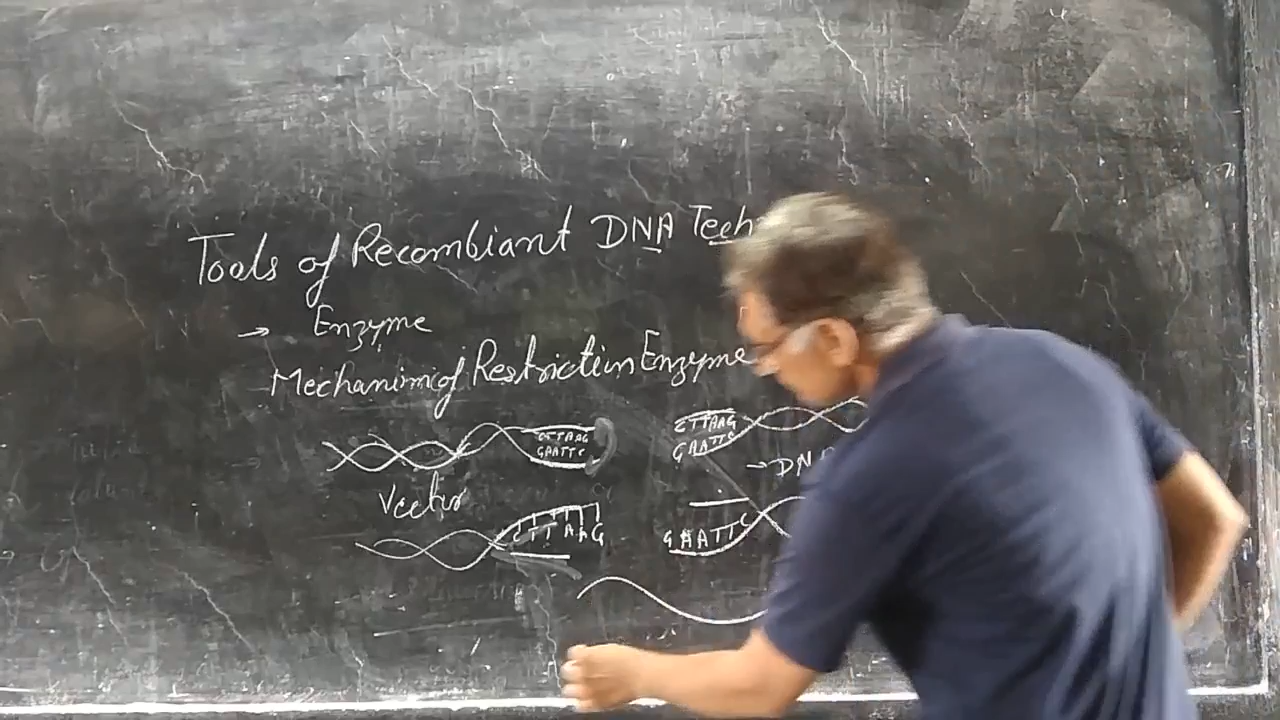 Tools of Recombiant DNA Tech
→ Enzyme
Mechanism of Restriction Enzyme
CTTAAG CTTAAG
GAATTC GAATTC
→ DNA
Vector
CTTAAG GAATTC